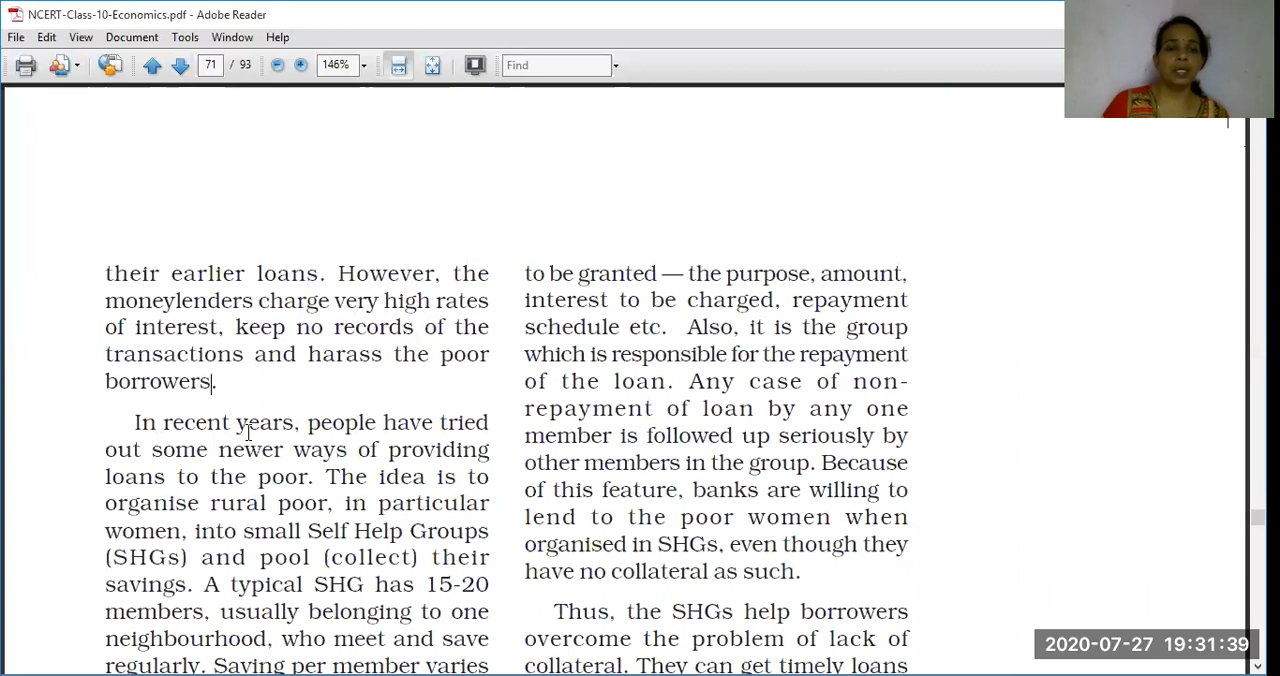 NCERT-Class-10-Economics.pdf - Adobe Reader
File Edit View Document Tools Window Help
71 / 93 146% Find
their earlier loans. However, the
moneylenders charge very high rates
of interest, keep no records of the
transactions and harass the poor
borrowers.
In recent years, people have tried
out some newer ways of providing
loans to the poor. The idea is to
organise rural poor, in particular
women, into small Self Help Groups
(SHGs) and pool (collect) their
savings. A typical SHG has 15-20
members, usually belonging to one
neighbourhood, who meet and save
regularly. Saving per member varies
to be granted — the purpose, amount,
interest to be charged, repayment
schedule etc. Also, it is the group
which is responsible for the repayment
of the loan. Any case of non-
repayment of loan by any one
member is followed up seriously by
other members in the group. Because
of this feature, banks are willing to
lend to the poor women when
organised in SHGs, even though they
have no collateral as such.
Thus, the SHGs help borrowers
overcome the problem of lack of
collateral. They can get timely loans
2020-07-27 19:31:39